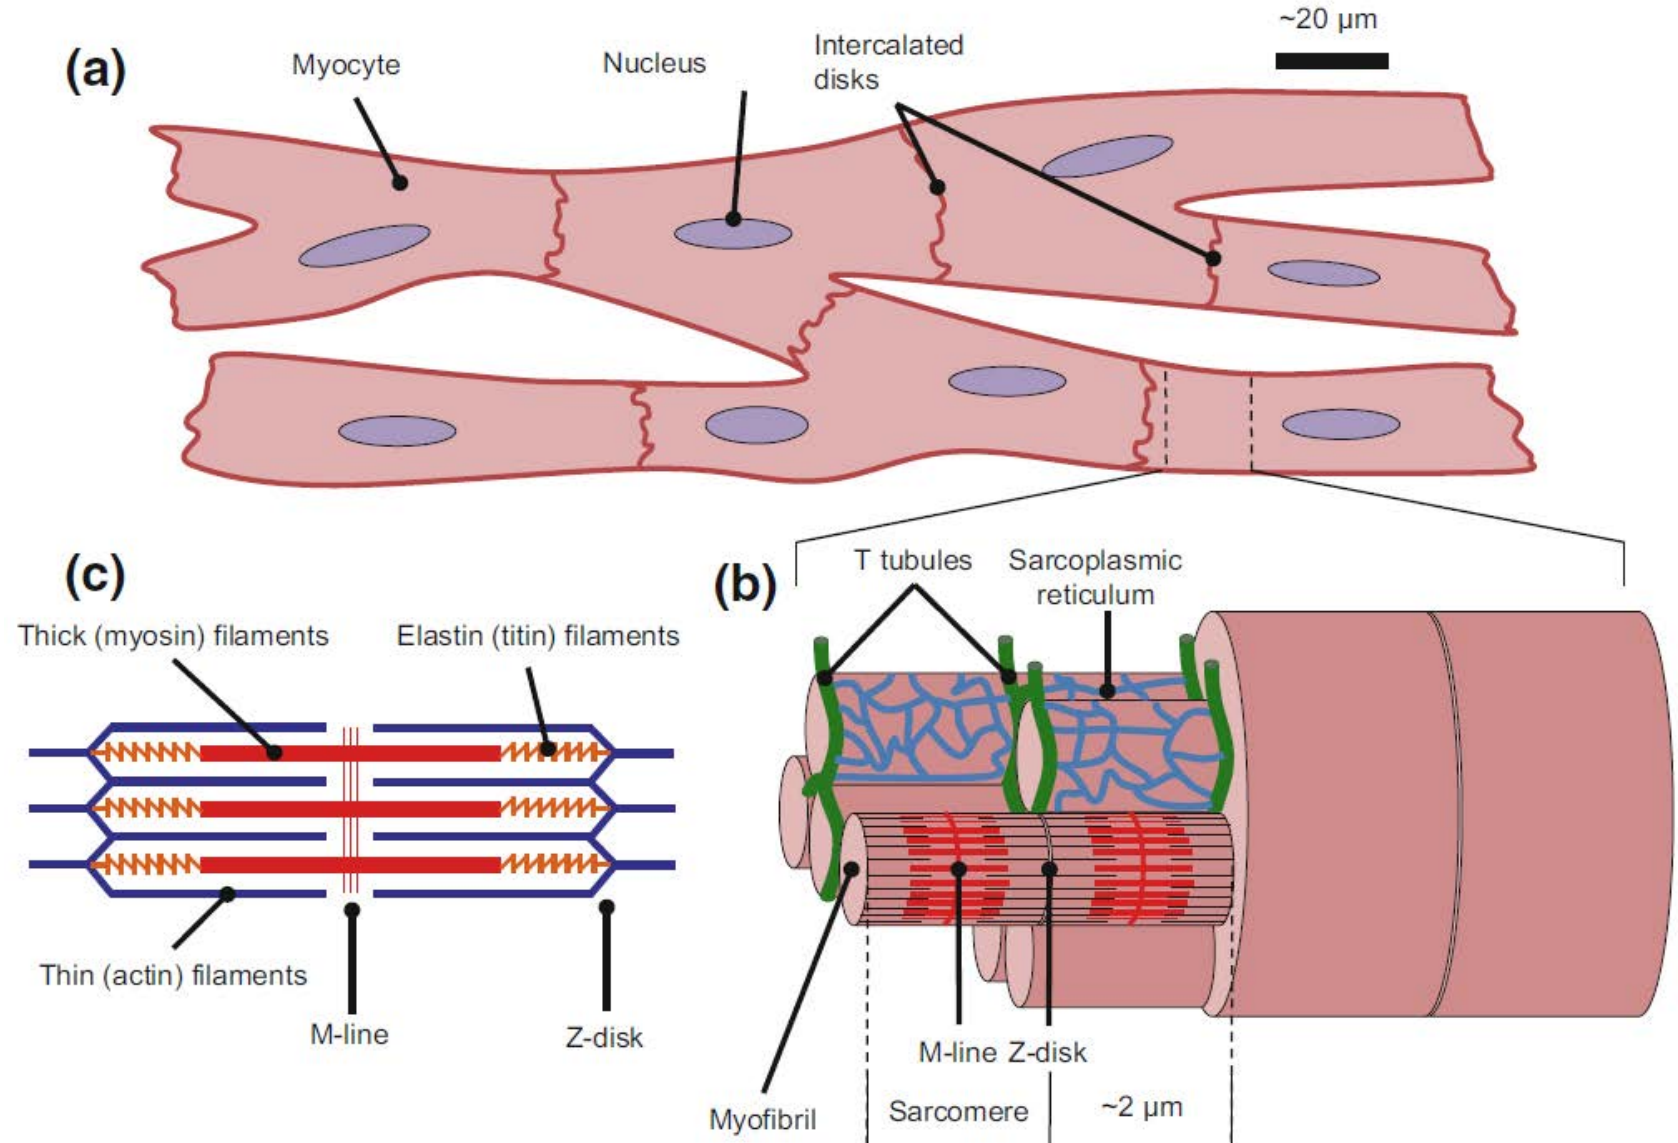 (a)
Myocyte
Nucleus
Intercalated
disks
~20 µm
(c)
Thick (myosin) filaments
Elastin (titin) filaments
Thin (actin) filaments
M-line
Z-disk
(b)
T tubules
Sarcoplasmic
reticulum
M-line Z-disk
Myofibril
Sarcomere
~2 µm